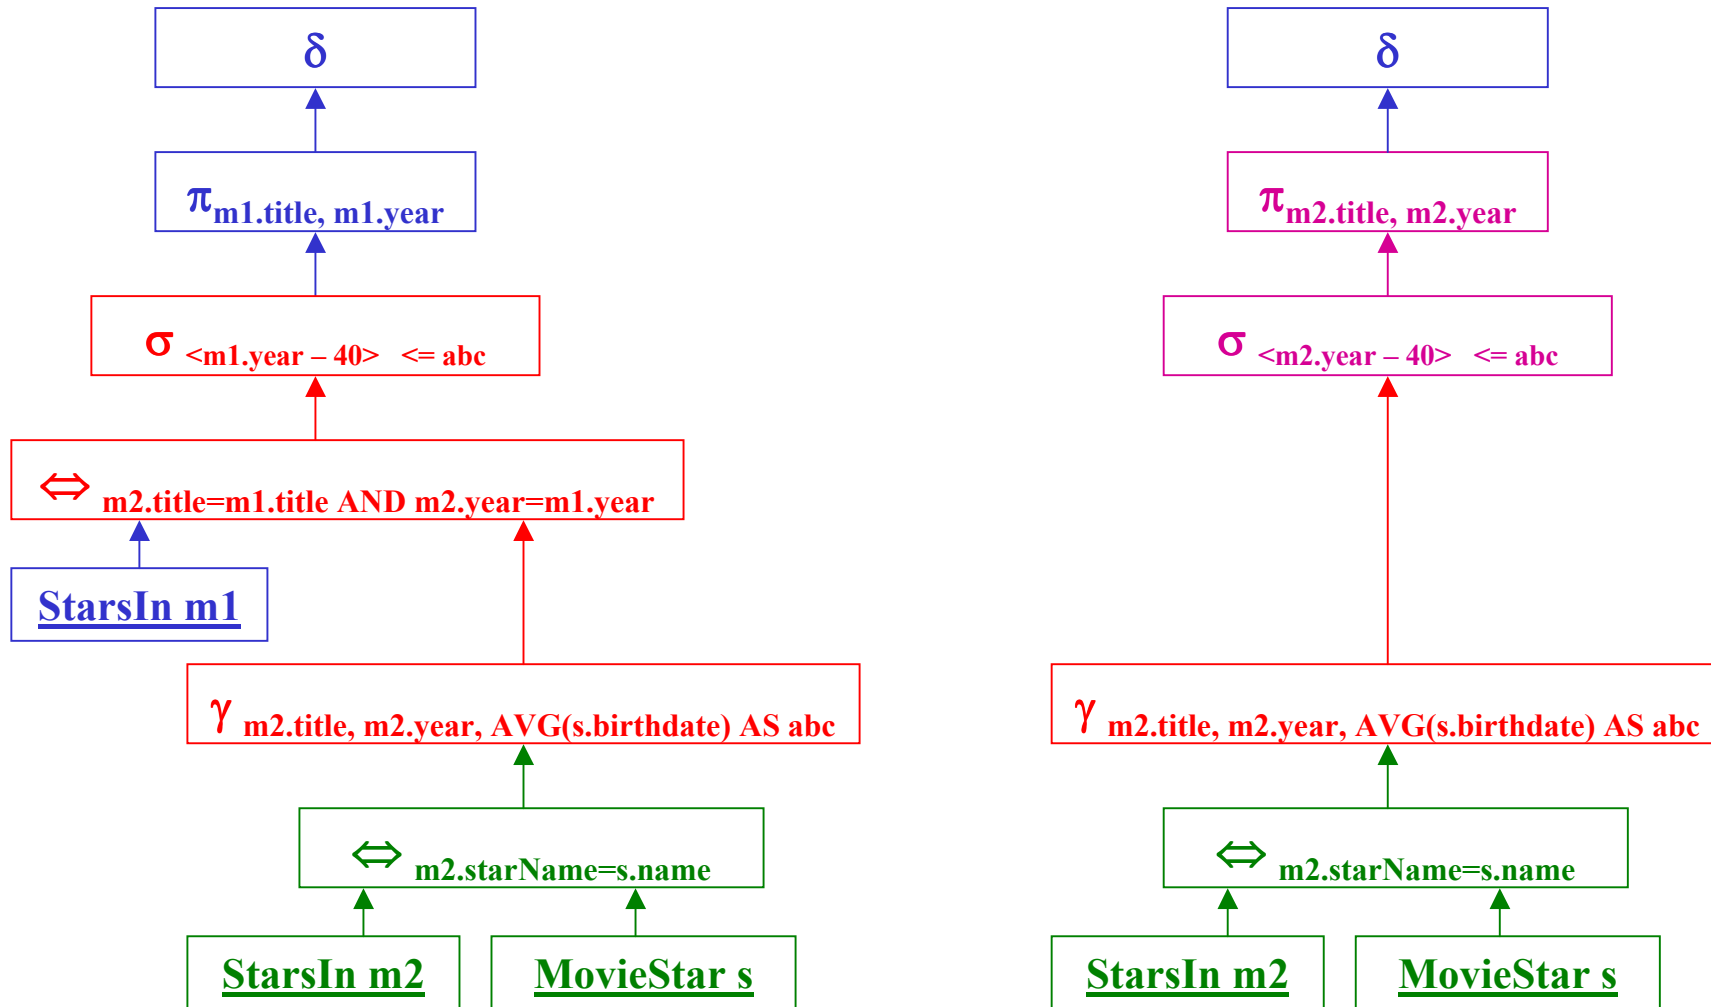 δ
π m1.title, m1.year
σ <m1.year – 40> <= abc
⇔ m2.title=m1.title AND m2.year=m1.year
StarsIn m1
γ m2.title, m2.year, AVG(s.birthdate) AS abc
⇔ m2.starName=s.name
StarsIn m2
MovieStar s
δ
π m2.title, m2.year
σ <m2.year – 40> <= abc
γ m2.title, m2.year, AVG(s.birthdate) AS abc
⇔ m2.starName=s.name
StarsIn m2
MovieStar s